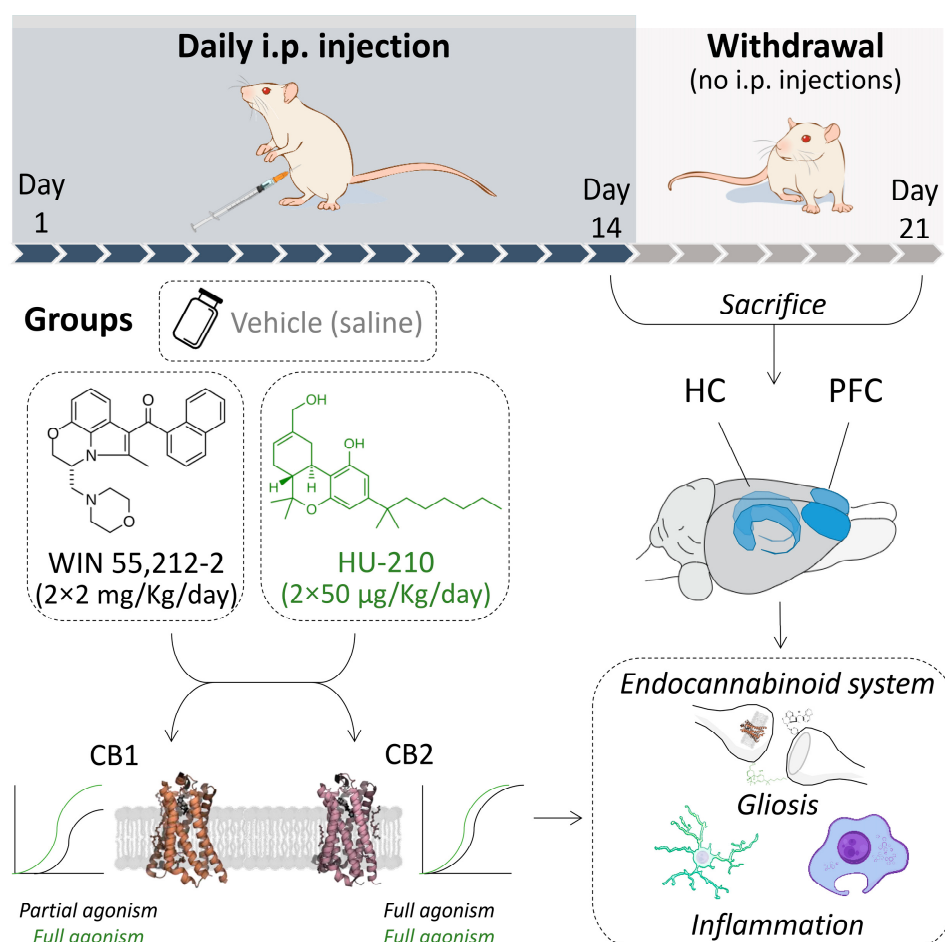 Daily i.p. injection
Withdrawal
(no i.p. injections)
Day
1
Day
14
Day
21
Groups
Vehicle (saline)
Sacrifice
HC
PFC
O
O
N
N
O
OH
OH
H
H
O
WIN 55,212-2
(2×2 mg/Kg/day)
HU-210
(2×50 µg/Kg/day)
Endocannabinoid system
CB1
CB2
Gliosis
Partial agonism
Full agonism
Full agonism
Full agonism
Inflammation